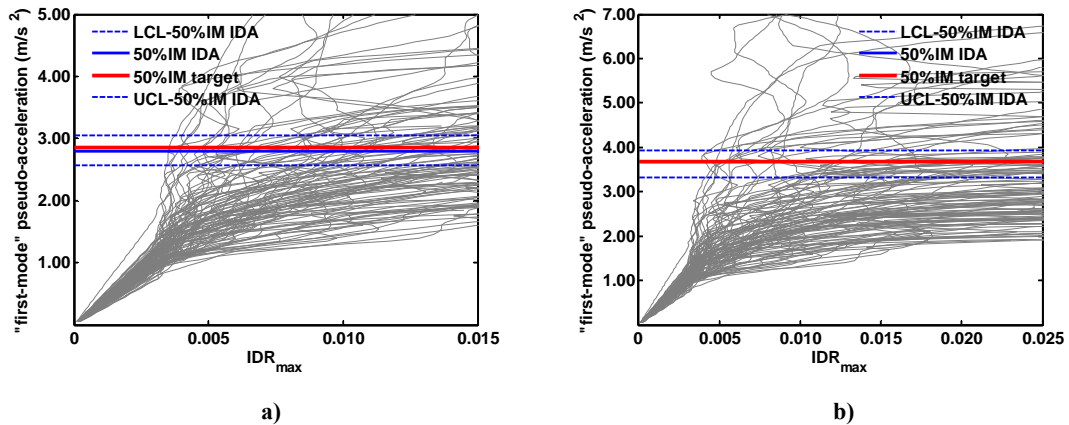 5.00
4.00
3.00
2.00
1.00
"first-mode" pseudo-acceleration (m/s 2)
LCL-50%IM IDA
50%IM IDA
50%IM target
UCL-50%IM IDA
0 0.005 0.010 0.015
IDRmax
a)
7.00
6.00
5.00
4.00
3.00
2.00
1.00
"first-mode" pseudo-acceleration (m/s 2)
LCL-50%IM IDA
50%IM IDA
50%IM target
UCL-50%IM IDA
0 0.005 0.010 0.015 0.020 0.025
IDRmax
b)